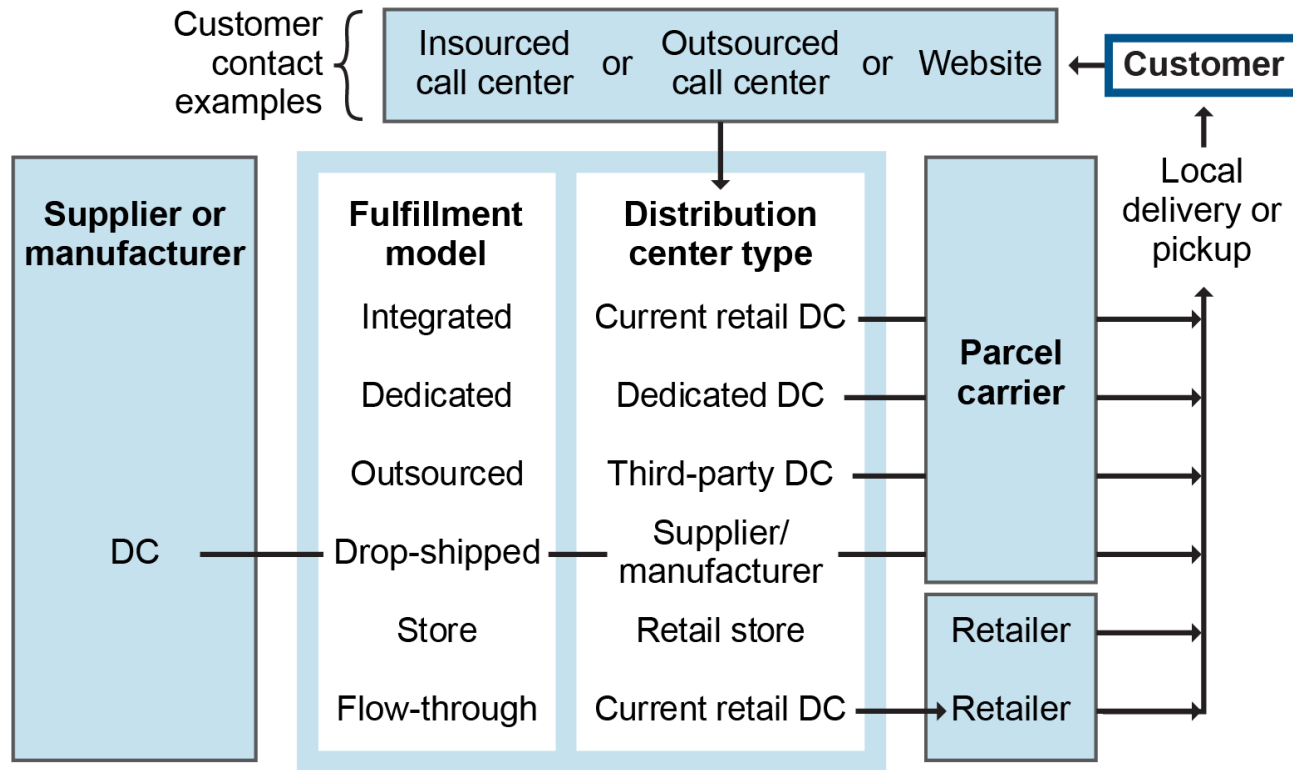 Customer
contact
examples
Insourced
call center
or
Outsourced
call center
or
Website
Customer
Supplier or
manufacturer
DC
Fulfillment
model
Integrated
Dedicated
Outsourced
Drop-shipped
Store
Flow-through
Distribution
center type
Current retail DC
Dedicated DC
Third-party DC
Supplier/
manufacturer
Retail store
Current retail DC
Parcel
carrier
Retailer
Retailer
Local
delivery or
pickup